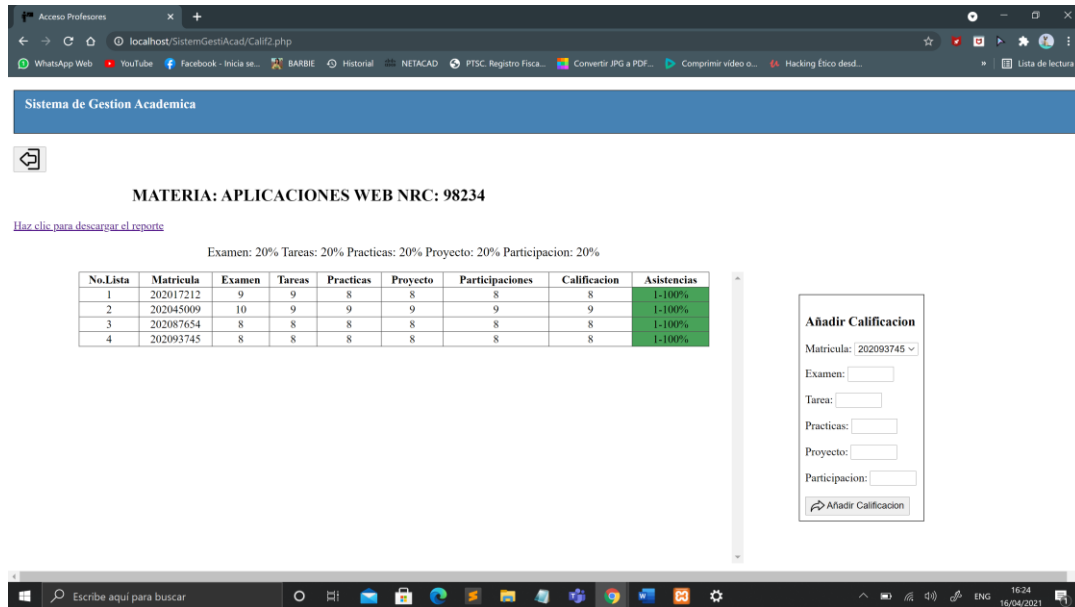 Acceso Profesores
localhost/SistemGestiAcad/Calif2.php
WhatsApp Web YouTube Facebook - Inicia se... BARBIE Historial NETACAD PTSC. Registro Fisca... Convertir JPG a PDF... Comprimir vídeo o... Hacking Ético desd... » Lista de lectura
Sistema de Gestion Academica
MATERIA: APLICACIONES WEB NRC: 98234
Haz clic para descargar el reporte
Examen: 20% Tareas: 20% Practicas: 20% Proyecto: 20% Participacion: 20%
No.Lista Matricula Examen Tareas Practicas Proyecto Participaciones Calificacion Asistencias
1 202017212 9 9 8 8 8 8 1-100%
2 202045009 10 9 9 9 9 9 1-100%
3 202087654 8 8 8 8 8 8 1-100%
4 202093745 8 8 8 8 8 8 1-100%
Añadir Calificacion
Matricula: 202093745
Examen:
Tarea:
Practicas:
Proyecto:
Participacion:
Añadir Calificacion
Escribe aquí para buscar
ENG
16:24
16/04/2021